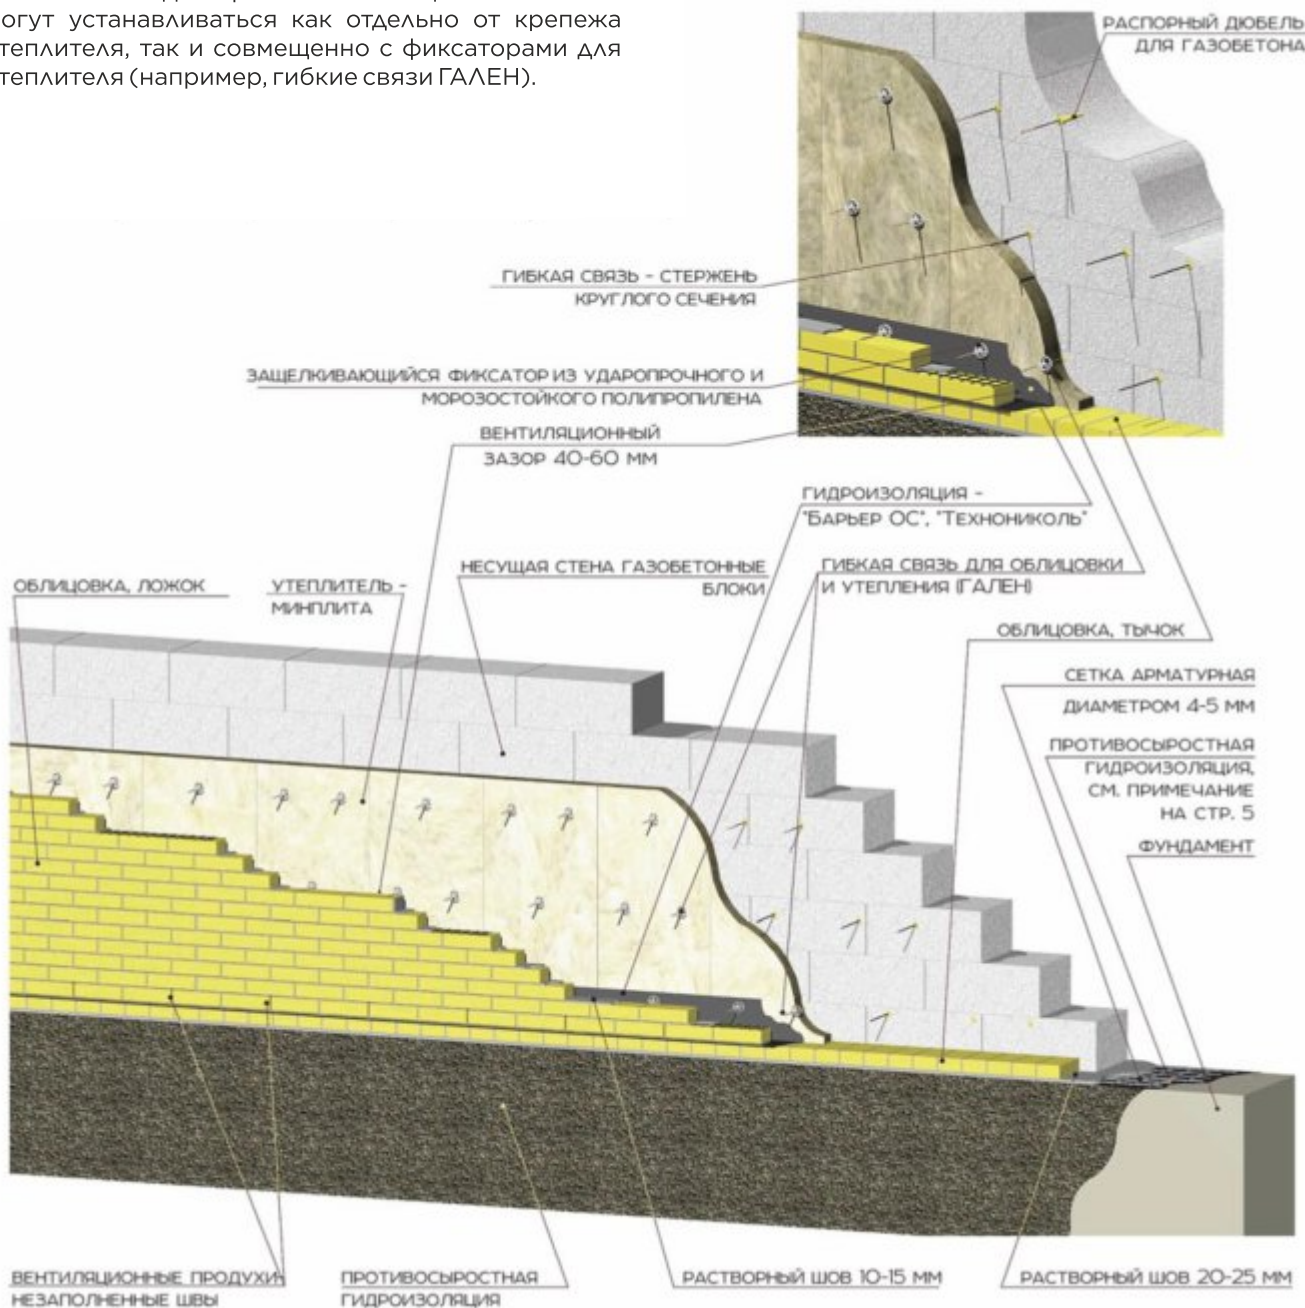 огут устанавливаться как отдельно от крепежа
теплителя, так и совмещенно с фиксаторами для
теплителя (например, гибкие связи ГАЛЕН).
РАСПОРНЫЙ ДЮБЕЛЬ
ДЛЯ ГАЗОБЕТОНА
ГИБКАЯ СВЯЗЬ - СТЕРЖЕНЬ
КРУГЛОГО СЕЧЕНИЯ
ЗАЩЕЛКИВАЮЩИЙСЯ ФИКСАТОР ИЗ УДАРОПРОЧНОГО И
МОРОЗОСТОЙКОГО ПОЛИПРОПИЛЕНА
ВЕНТИЛЯЦИОННЫЙ
ЗАЗОР 40-60 ММ
ГИДРОИЗОЛЯЦИЯ -
"БАРЬЕР ОС", "ТЕХНОНИКОЛЬ"
НЕСУЩАЯ СТЕНА ГАЗОБЕТОННЫЕ
БЛОКИ
ГИБКАЯ СВЯЗЬ ДЛЯ ОБЛИЦОВКИ
И УТЕПЛЕНИЯ (ГАЛЕН)
ОБЛИЦОВКА, ЛОЖОК
УТЕПЛИТЕЛЬ -
МИНПЛИТА
ОБЛИЦОВКА, ТЫЧОК
СЕТКА АРМАТУРНАЯ
ДИАМЕТРОМ 4-5 ММ
ПРОТИВОСЫРОСТНАЯ
ГИДРОИЗОЛЯЦИЯ,
СМ. ПРИМЕЧАНИЕ
НА СТР. 5
ФУНДАМЕНТ
ВЕНТИЛЯЦИОННЫЕ ПРОДУХИ-
НЕЗАПОЛНЕННЫЕ ШВЫ
ПРОТИВОСЫРОСТНАЯ
ГИДРОИЗОЛЯЦИЯ
РАСТВОРНЫЙ ШОВ 10-15 ММ
РАСТВОРНЫЙ ШОВ 20-25 ММ